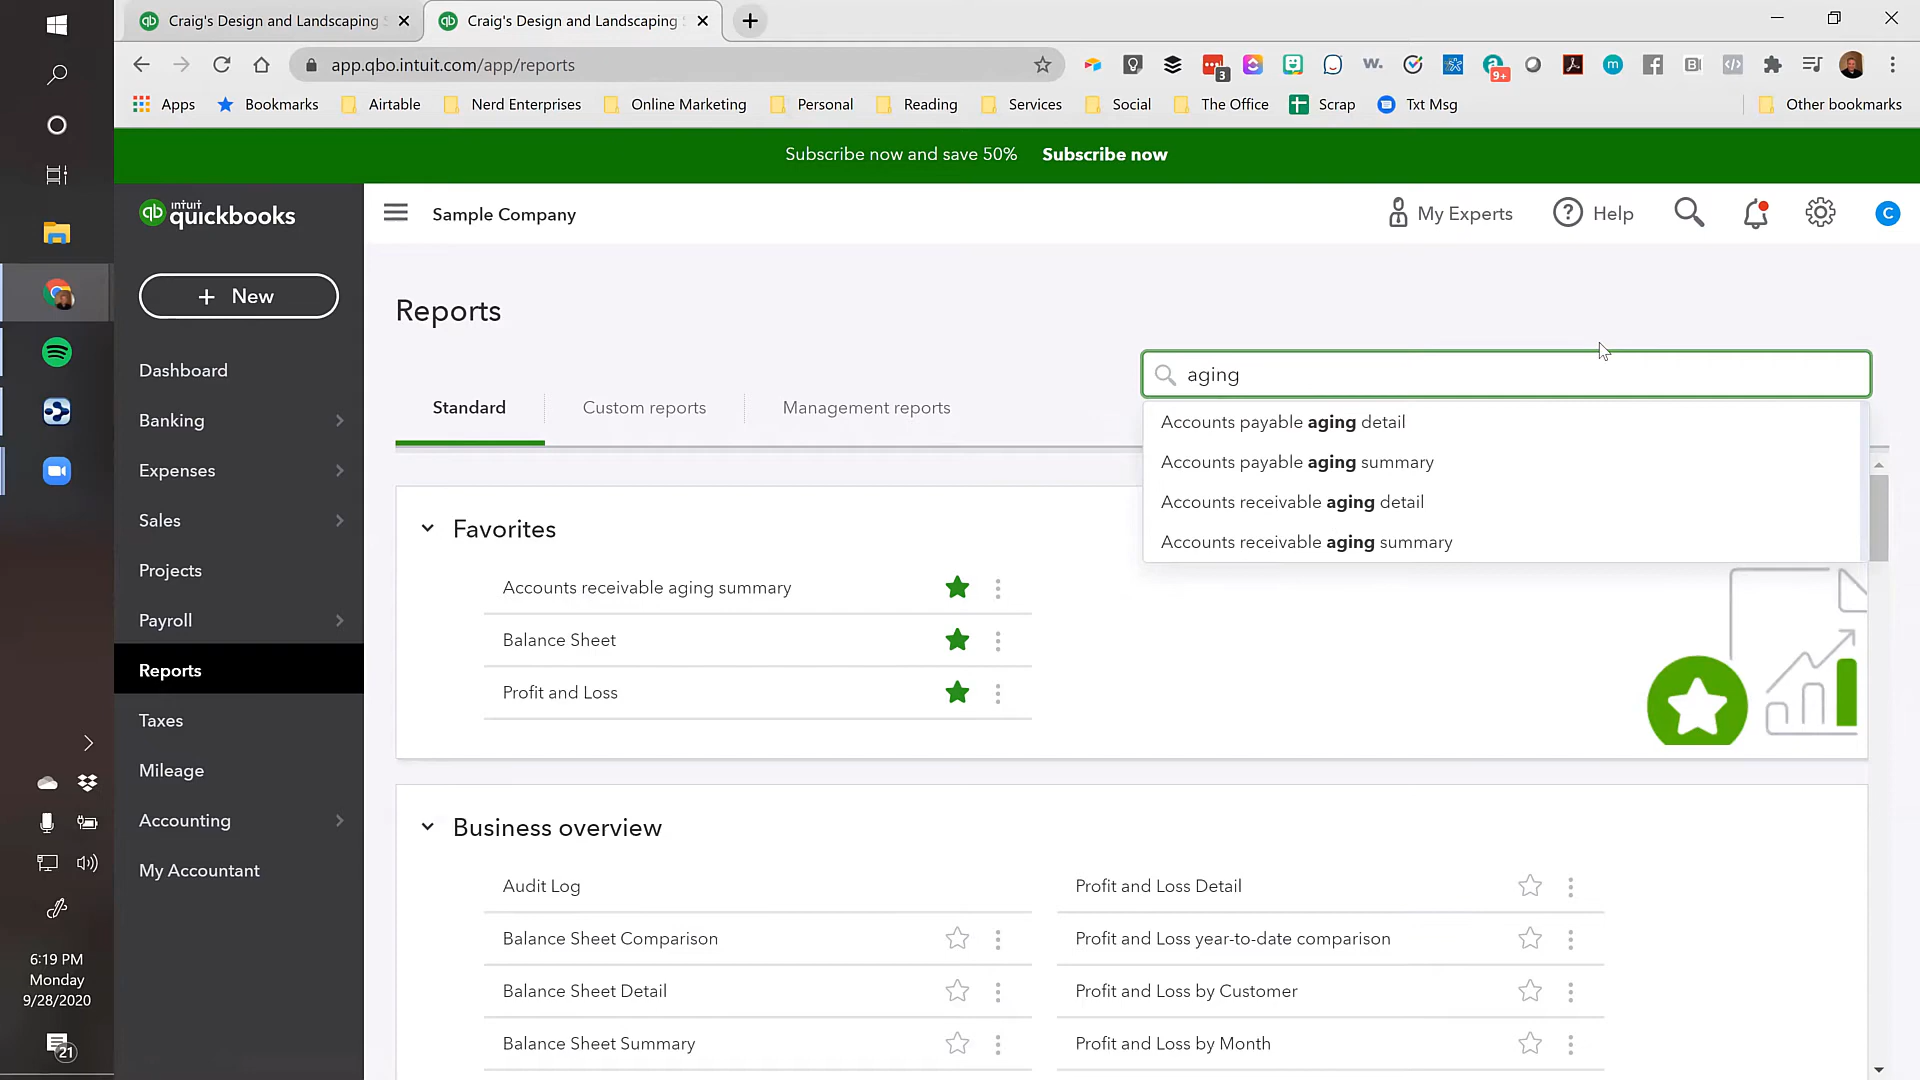 Craig's Design and Landscaping S
Craig's Design and Landscaping S
app.qbo.intuit.com/app/reports
3
w.
9+
m
Apps
Bookmarks
Airtable
Nerd Enterprises
Online Marketing
Personal
Reading
Services
Social
The Office
Scrap
Txt Msg
Other bookmarks
Subscribe now and save 50% Subscribe now
intuit
quickbooks
Sample Company
My Experts
Help
C
+ New
Dashboard
Banking
Expenses
Sales
Projects
Payroll
Reports
Taxes
Mileage
Accounting
My Accountant
Reports
aging
Standard
Custom reports
Management reports
Accounts payable aging detail
Accounts payable aging summary
Accounts receivable aging detail
Accounts receivable aging summary
Favorites
Accounts receivable aging summary
Balance Sheet
Profit and Loss
Business overview
Audit Log
Profit and Loss Detail
Balance Sheet Comparison
Profit and Loss year-to-date comparison
Balance Sheet Detail
Profit and Loss by Customer
Balance Sheet Summary
Profit and Loss by Month
6:19 PM
Monday
9/28/2020
21